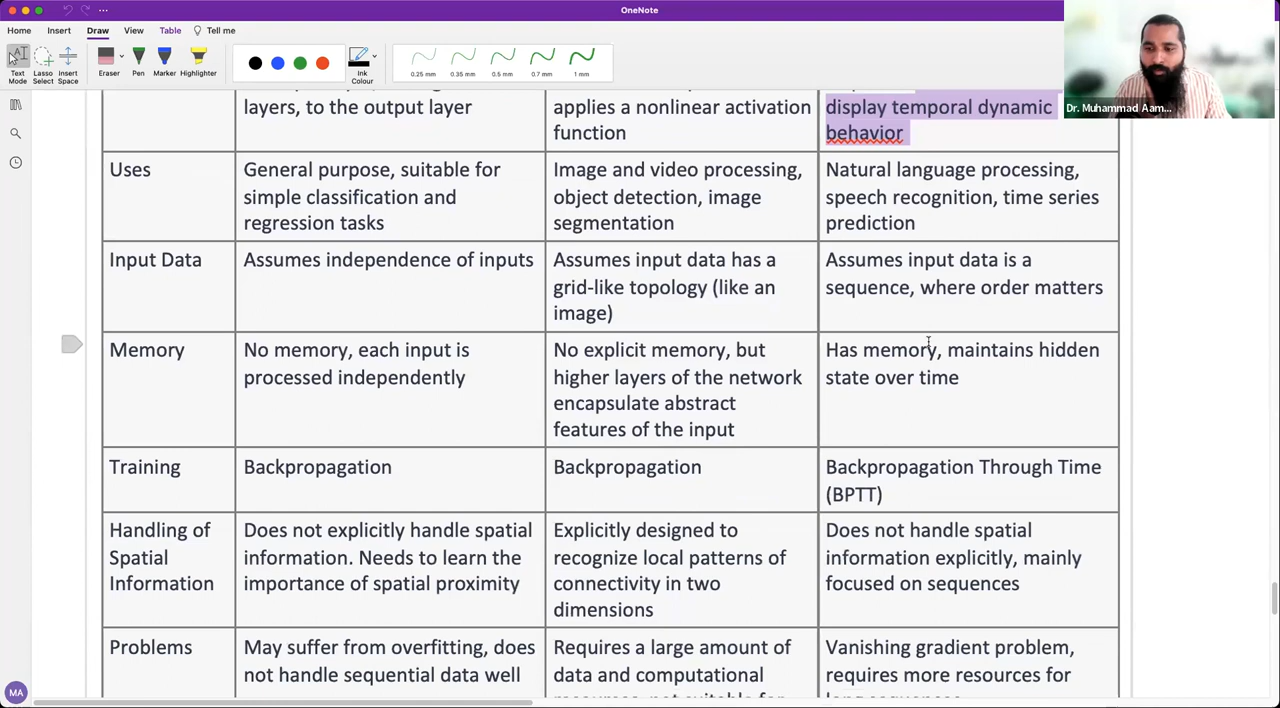 OneNote
Home Insert Draw View Table Tell me
Text Mode
Lasso Select
Insert Space
Eraser
Pen
Marker
Highlighter
Ink Colour
0.25 mm
0.35 mm
0.5 mm
0.7 mm
1 mm
Dr. Muhammad Aam...
layers, to the output layer
applies a nonlinear activation
function
display temporal dynamic
behavior
Uses
General purpose, suitable for
simple classification and
regression tasks
Image and video processing,
object detection, image
segmentation
Natural language processing,
speech recognition, time series
prediction
Input Data
Assumes independence of inputs
Assumes input data has a
grid-like topology (like an
image)
Assumes input data is a
sequence, where order matters
Memory
No memory, each input is
processed independently
No explicit memory, but
higher layers of the network
encapsulate abstract
features of the input
Has memory, maintains hidden
state over time
Training
Backpropagation
Backpropagation
Backpropagation Through Time
(BPTT)
Handling of
Spatial
Information
Does not explicitly handle spatial
information. Needs to learn the
importance of spatial proximity
Explicitly designed to
recognize local patterns of
connectivity in two
dimensions
Does not handle spatial
information explicitly, mainly
focused on sequences
Problems
May suffer from overfitting, does
not handle sequential data well
Requires a large amount of
data and computational
Vanishing gradient problem,
requires more resources for
MA